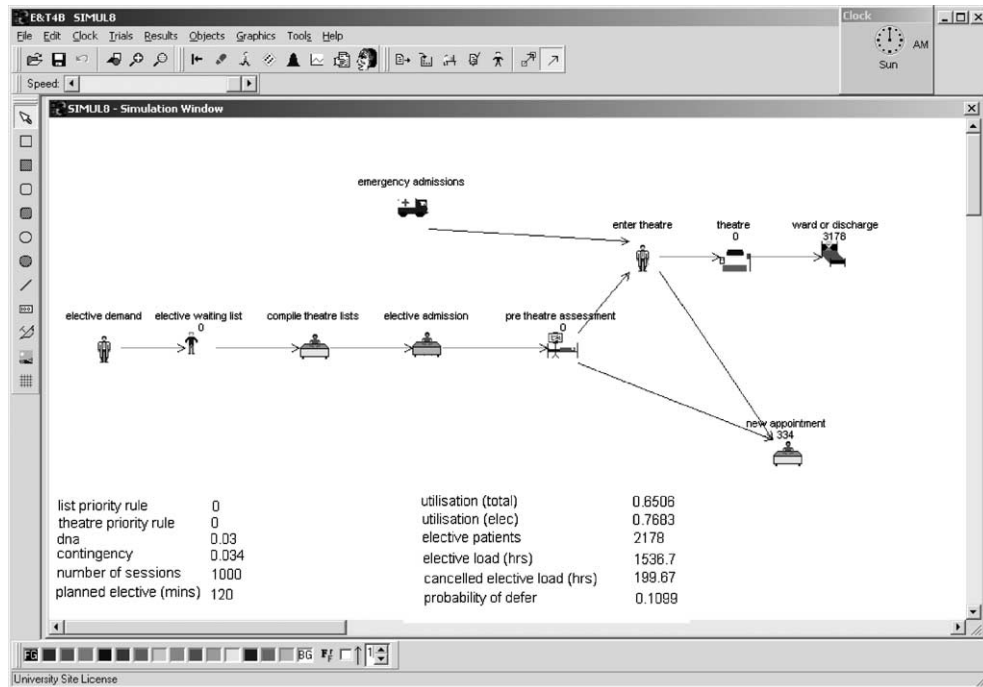 E&T4B SIMUL8
Clock
File Edit Clock Trials Results Objects Graphics Tools Help
AM
Sun
Speed:
SIMUL8 - Simulation Window
emergency admissions
enter theatre
theatre
0
ward or discharge
3178
elective demand
elective waiting list
0
compile theatre lists
elective admission
pre theatre assessment
0
new appointment
334
list priority rule 0
theatre priority rule 0
dna 0.03
contingency 0.034
number of sessions 1000
planned elective (mins) 120
utilisation (total) 0.6506
utilisation (elec) 0.7683
elective patients 2178
elective load (hrs) 1536.7
cancelled elective load (hrs) 199.67
probability of defer 0.1099
FG
BG
1
University Site License